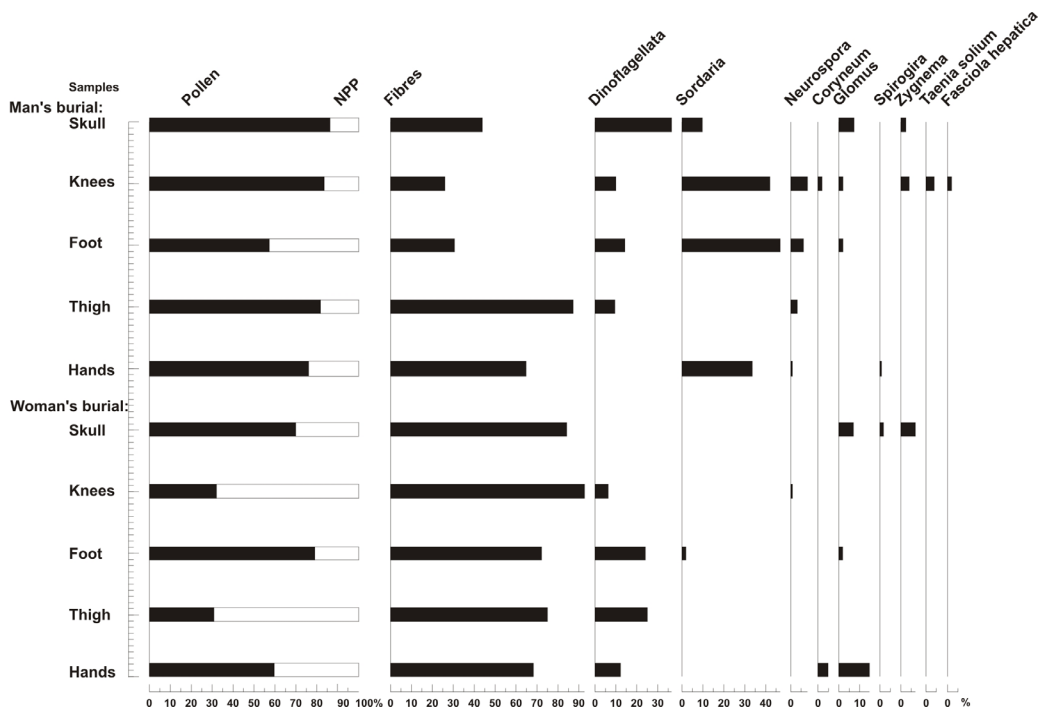 Samples
Pollen
NPP
Fibres
Dinoflagellata
Sordaria
Neurospora
Coryneum
Glomus
Spirogira
Zygnema
Taenia solium
Fasciola hepatica
Man's burial:
Skull
Knees
Foot
Thigh
Hands
Woman's burial:
Skull
Knees
Foot
Thigh
Hands
0 10 20 30 40 50 60 70 80 90 100% 0 10 20 30 40 50 60 70 80 90 0 10 20 30 0 10 20 30 40 0 0 0 10 0 0 0 0 %